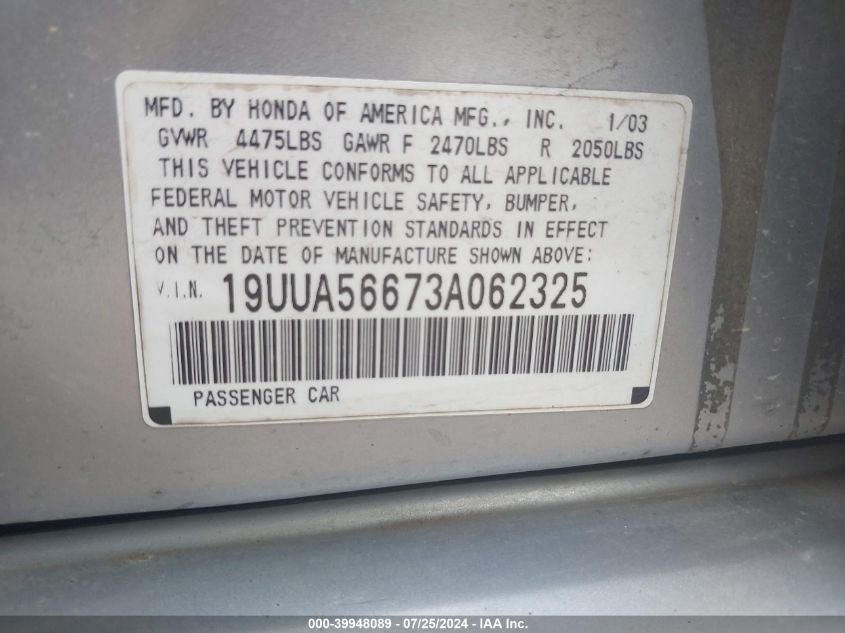 MFD. BY HONDA OF AMERICA MFG., INC. 1/03
GVWR 4475LBS GAWR F 2470LBS R 2050LBS
THIS VEHICLE CONFORMS TO ALL APPLICABLE
FEDERAL MOTOR VEHICLE SAFETY, BUMPER,
AND THEFT PREVENTION STANDARDS IN EFFECT
ON THE DATE OF MANUFACTURE SHOWN ABOVE:
V.I.N. 19UUA56673A062325
PASSENGER CAR
000-39948089 - 07/25/2024 - IAA Inc.